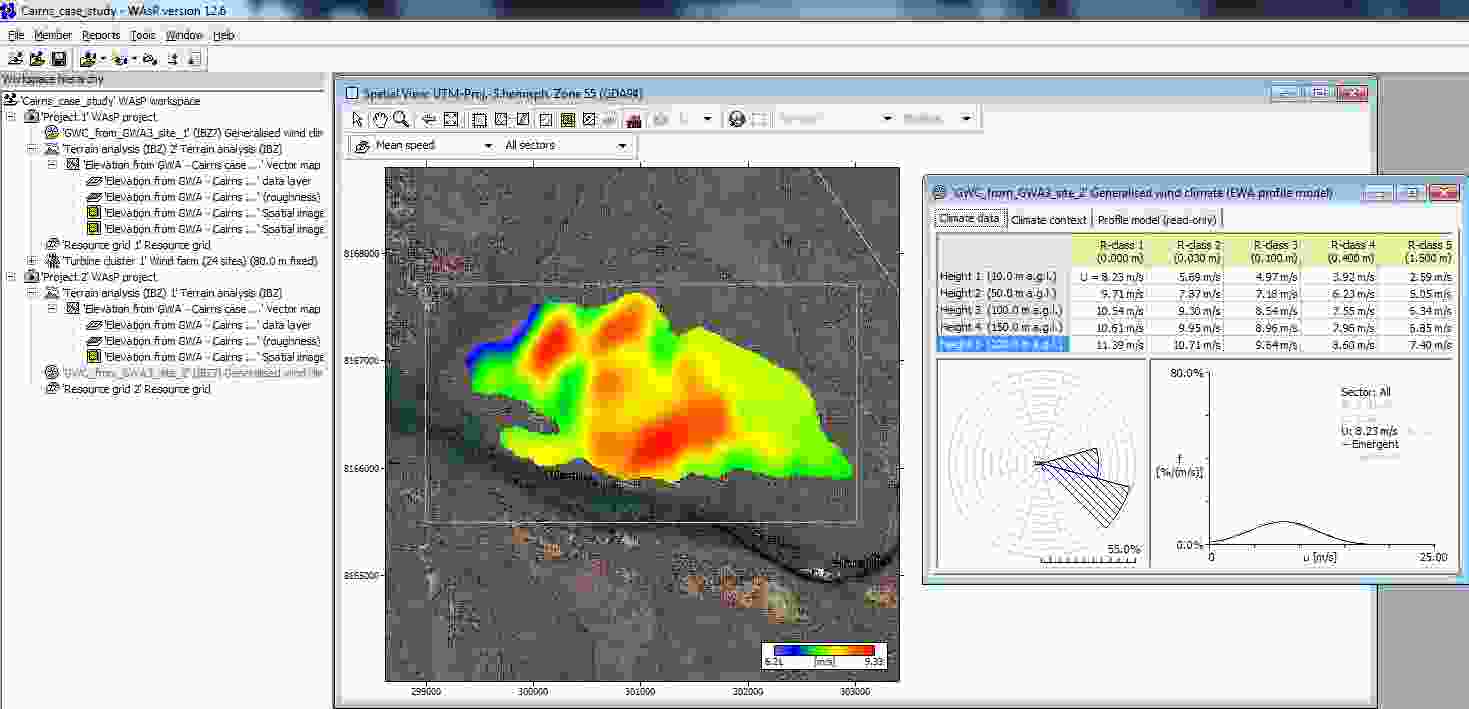 Cairns_case_study - WAsP version 12.6
File Member Reports Tools Window Help
Workspace hierarchy
'Cairns_case_study' WAsP workspace
'Project 1' WAsP project
'GWC_from_GWA3_site_1' (IBZ7) Generalised wind clim
'Terrain analysis (IBZ) 2' Terrain analysis (IBZ)
'Elevation from GWA - Cairns case ...' Vector map
'Elevation from GWA - Cairns ...' data layer
'Elevation from GWA - Cairns ...' (roughness)
'Elevation from GWA - Cairns ...' Spatial image
'Elevation from GWA - Cairns ...' Spatial image
'Resource grid 1' Resource grid
'Turbine cluster 1' Wind farm (24 sites) (80.0 m fixed)
'Project 2' WAsP project
'Terrain analysis (IBZ) 1' Terrain analysis (IBZ)
'Elevation from GWA - Cairns case ...' Vector map
'Elevation from GWA - Cairns ...' data layer
'Elevation from GWA - Cairns ...' (roughness)
'Elevation from GWA - Cairns ...' Spatial image
'GWC_from_GWA3_site_2' (IBZ7) Generalised wind
'Resource grid 2' Resource grid
Spatial View: UTM-Proj.- S.hemisph. Zone 55 (GDA94)
Mean speed All sectors
8168000
8167000
8166000
8165000
299000 300000 301000 302000 303000
6.21 [m/s] 9.33
'GWC_from_GWA3_site_2' Generalised wind climate (EWA profile model)
Climate data Climate context Profile model (read-only)
R-class 1 R-class 2 R-class 3 R-class 4 R-class 5
(0.000 m) (0.030 m) (0.100 m) (0.400 m) (1.500 m)
Height 1: (10.0 m a.g.l.) U = 8.23 m/s 5.69 m/s 4.97 m/s 3.92 m/s 2.59 m/s
Height 2: (50.0 m a.g.l.) 9.71 m/s 7.87 m/s 7.18 m/s 6.23 m/s 5.05 m/s
Height 3: (100.0 m a.g.l.) 10.54 m/s 9.30 m/s 8.54 m/s 7.55 m/s 6.34 m/s
Height 4: (150.0 m a.g.l.) 10.61 m/s 9.95 m/s 8.96 m/s 7.96 m/s 6.85 m/s
Height 5: (200.0 m a.g.l.) 11.39 m/s 10.71 m/s 9.64 m/s 8.60 m/s 7.40 m/s
80.0%
Sector: All
U: 8.23 m/s
Emergent
f
[%/(m/s)]
55.0%
0.0%
0 u [m/s] 25.00